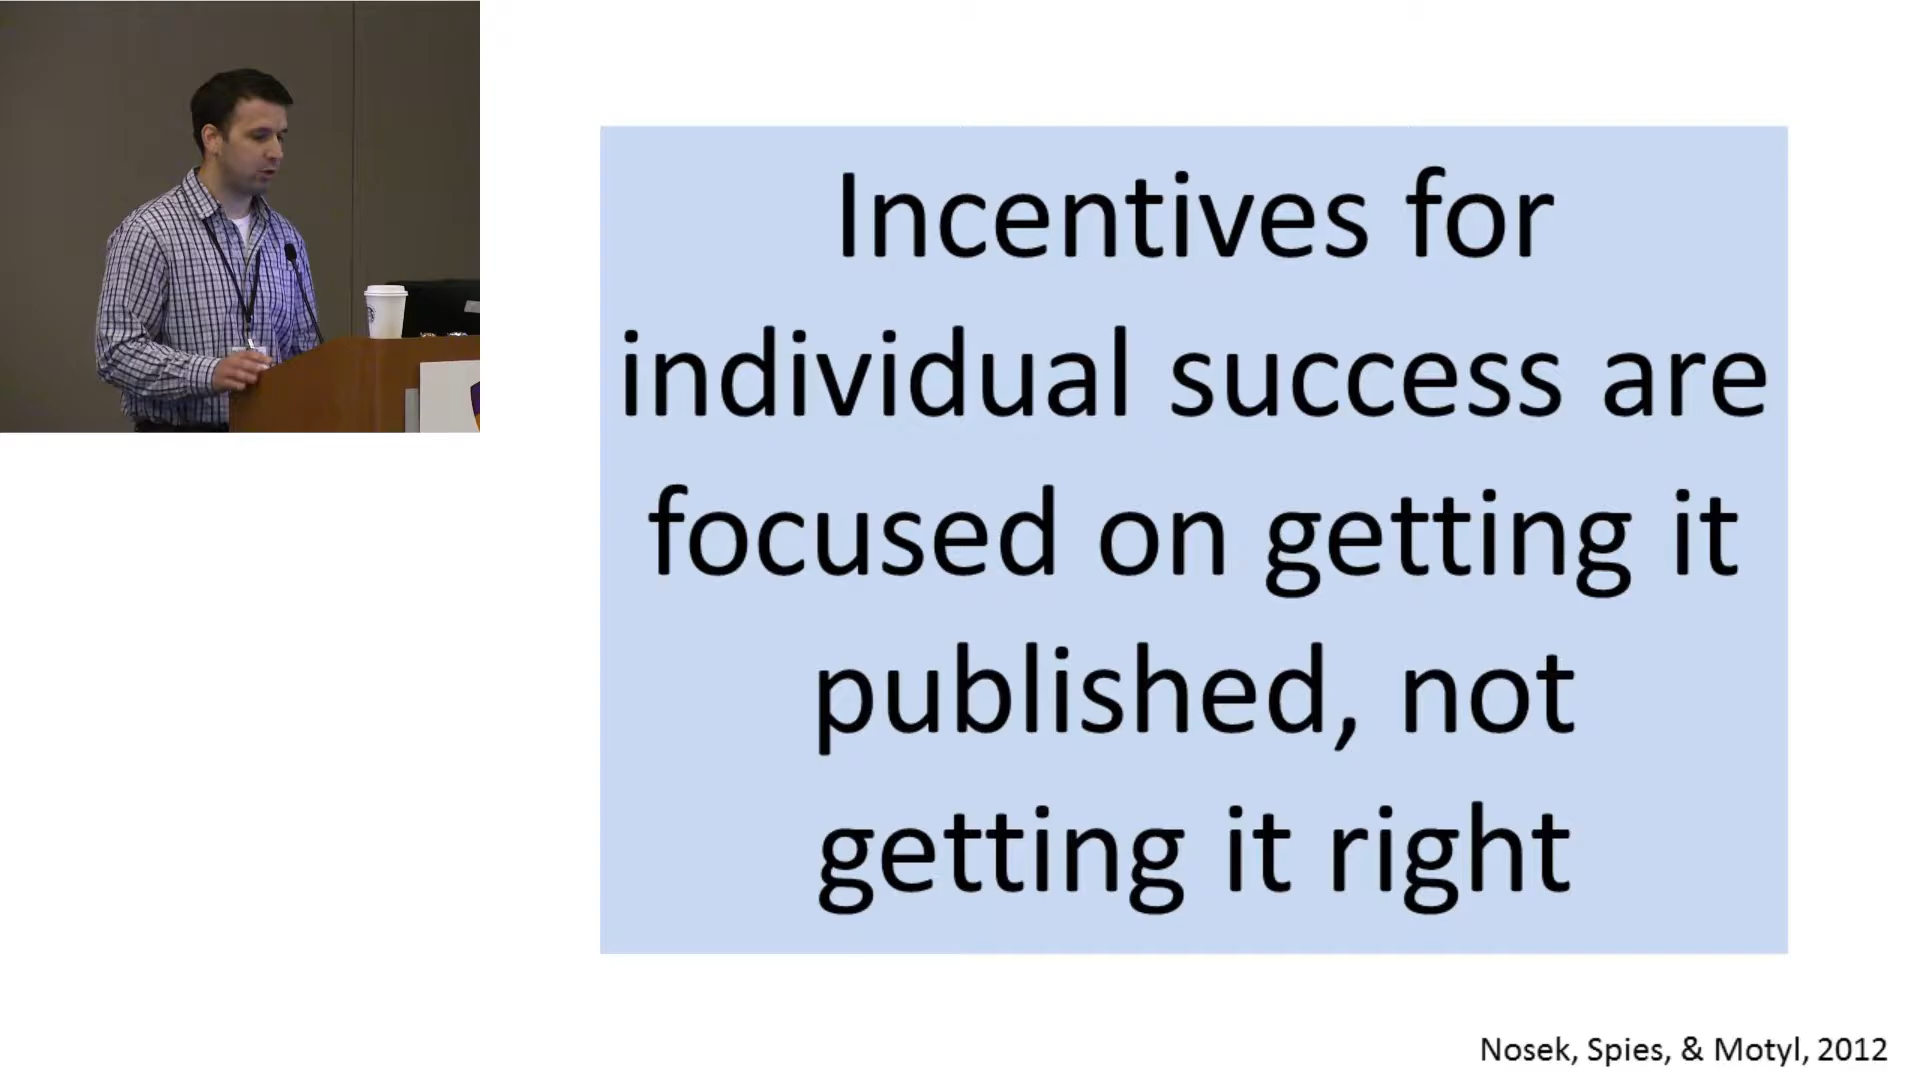 Incentives for
individual success are
focused on getting it
published, not
getting it right
Nosek, Spies, & Motyl, 2012